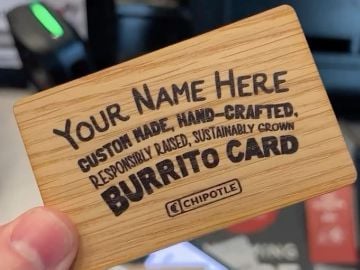 YOUR NAME HERE
CUSTOM MADE, HAND-CRAFTED,
RESPONSIBLY RAISED, SUSTAINABLY GROWN
BURRITO CARD
CHIPOTLE